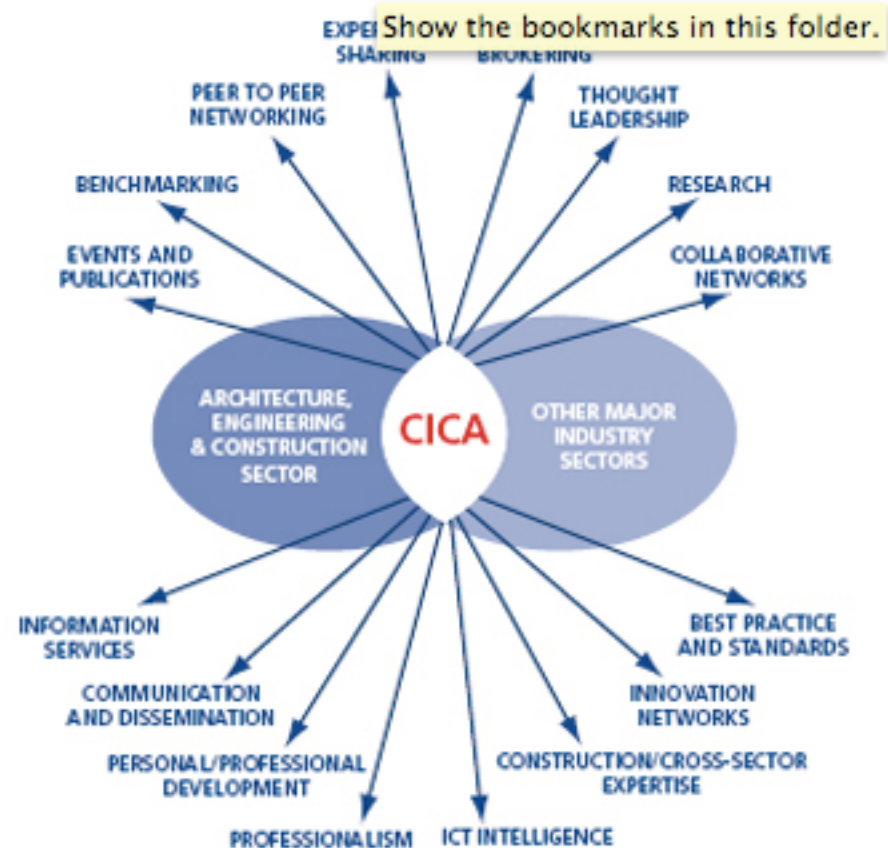 Show the bookmarks in this folder.
SHARING
BROKERING
PEER TO PEER
NETWORKING
THOUGHT
LEADERSHIP
BENCHMARKING
RESEARCH
EVENTS AND
PUBLICATIONS
COLLABORATIVE
NETWORKS
ARCHITECTURE,
ENGINEERING
& CONSTRUCTION
SECTOR
CICA
OTHER MAJOR
INDUSTRY
SECTORS
INFORMATION
SERVICES
BEST PRACTICE
AND STANDARDS
COMMUNICATION
AND DISSEMINATION
INNOVATION
NETWORKS
PERSONAL/PROFESSIONAL
DEVELOPMENT
CONSTRUCTION/CROSS-SECTOR
EXPERTISE
PROFESSIONALISM
ICT INTELLIGENCE